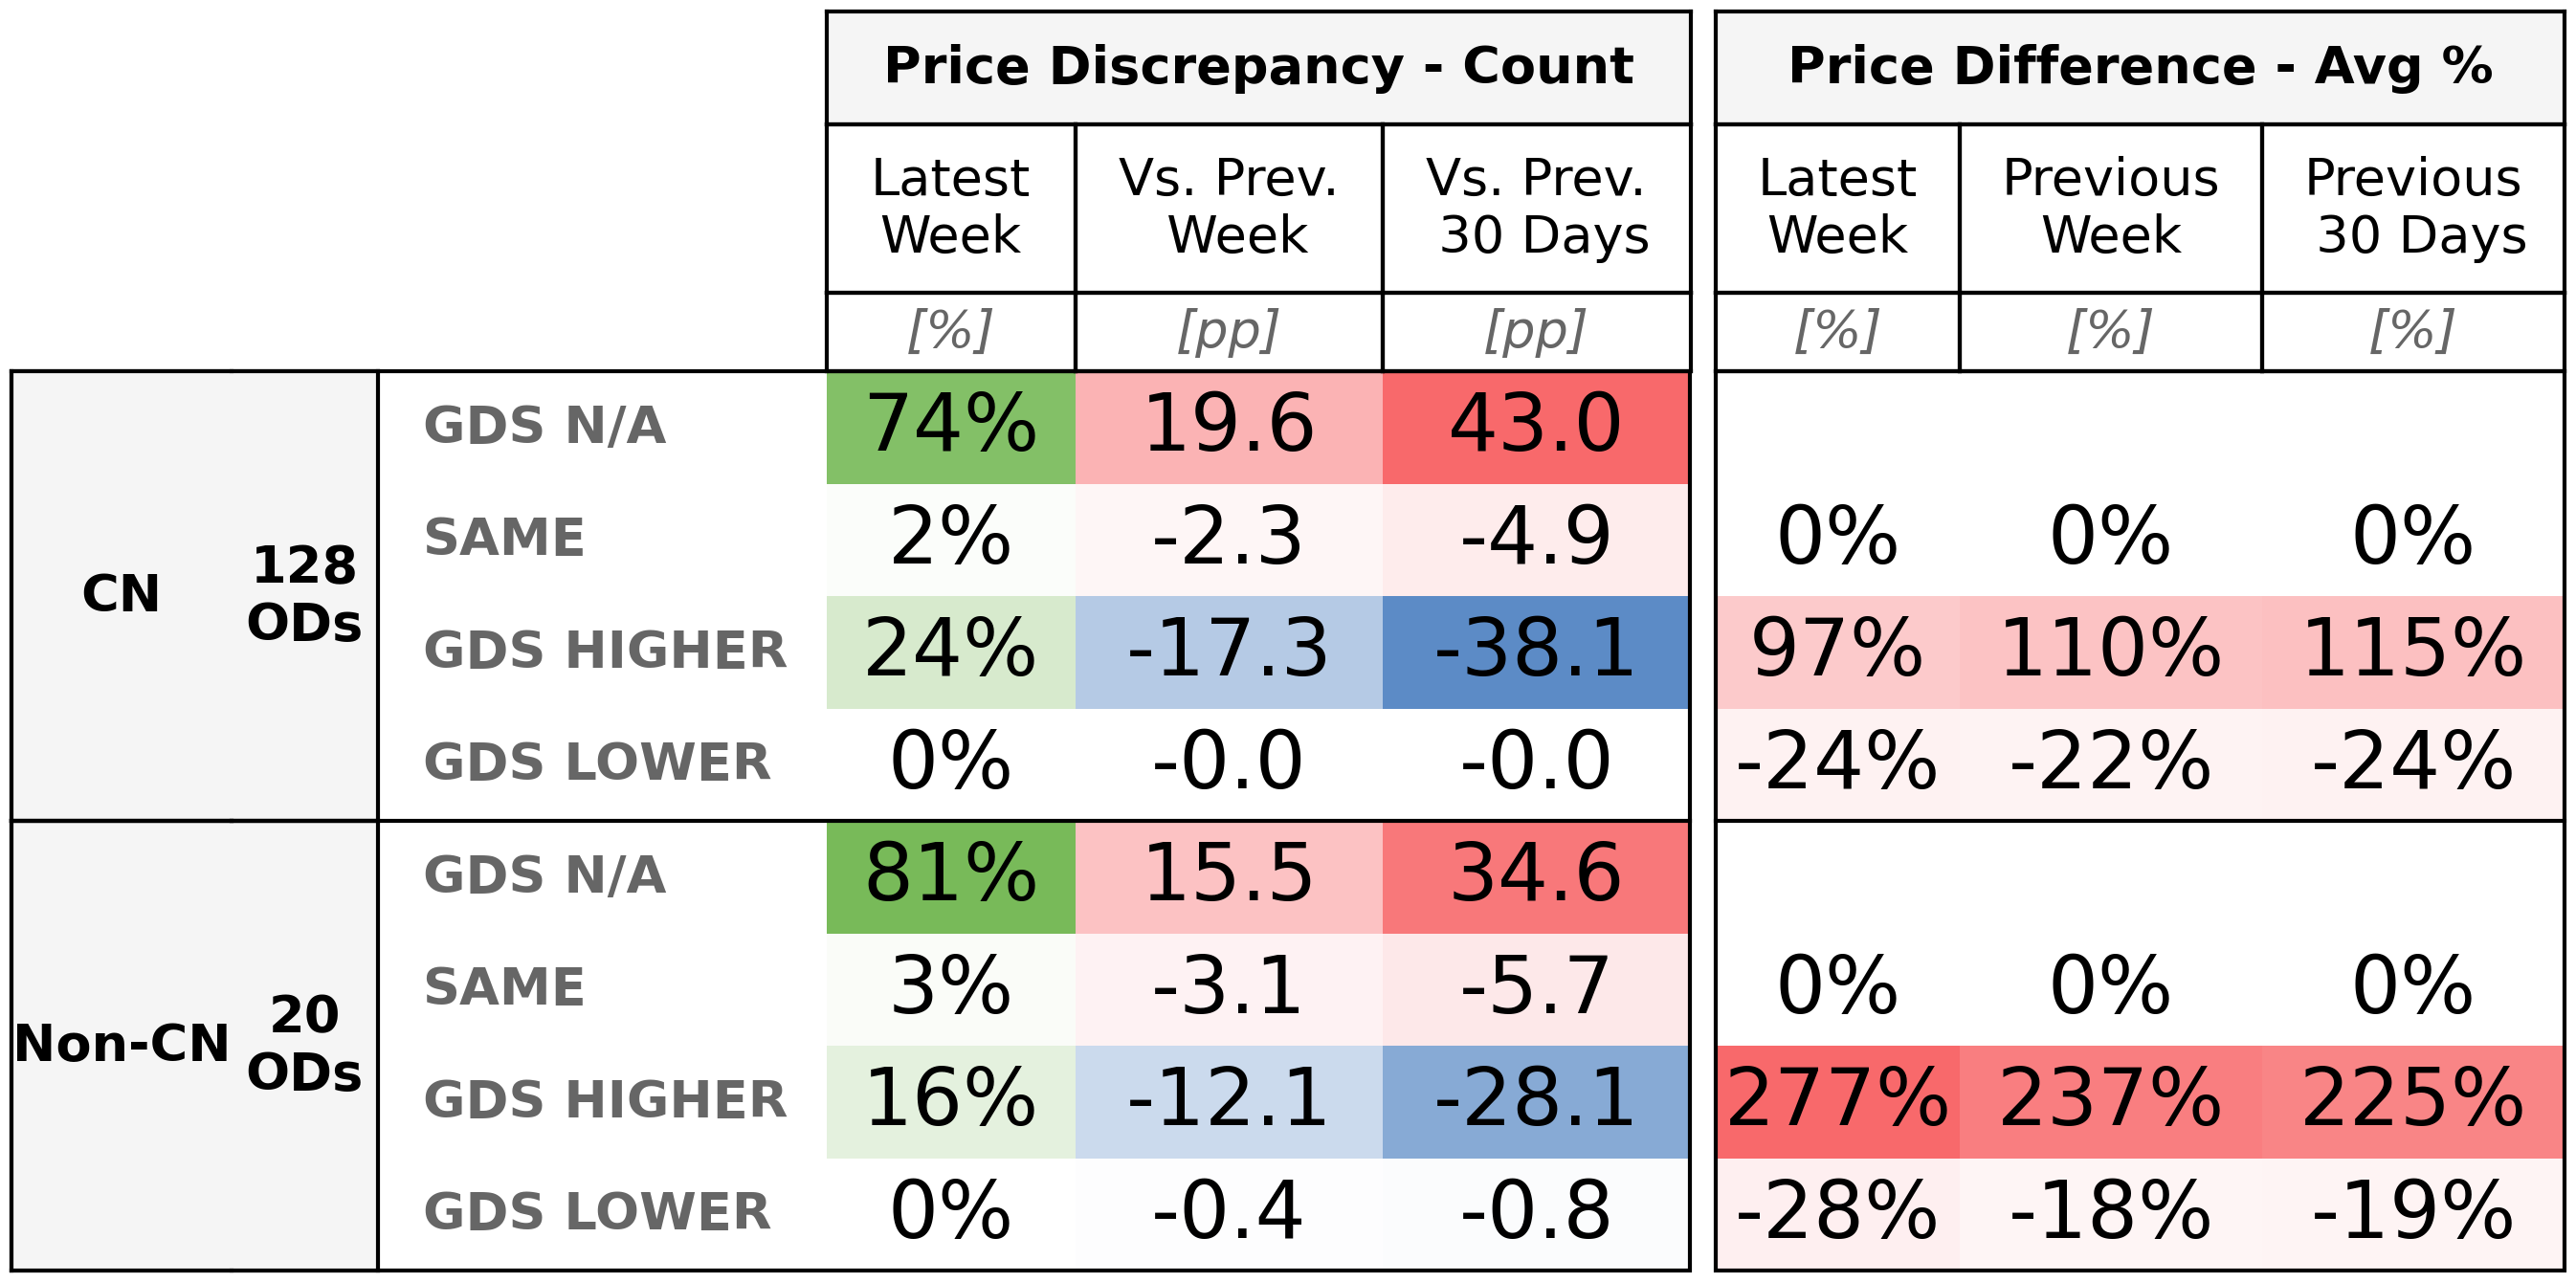 Price Discrepancy - Count Price Difference - Avg %
Latest Week Vs. Prev. Week Vs. Prev. 30 Days Latest Week Previous Week Previous 30 Days
[%] [pp] [pp] [%] [%] [%]
CN 128 ODs
GDS N/A 74% 19.6 43.0
SAME 2% -2.3 -4.9 0% 0% 0%
GDS HIGHER 24% -17.3 -38.1 97% 110% 115%
GDS LOWER 0% -0.0 -0.0 -24% -22% -24%
Non-CN 20 ODs
GDS N/A 81% 15.5 34.6
SAME 3% -3.1 -5.7 0% 0% 0%
GDS HIGHER 16% -12.1 -28.1 277% 237% 225%
GDS LOWER 0% -0.4 -0.8 -28% -18% -19%